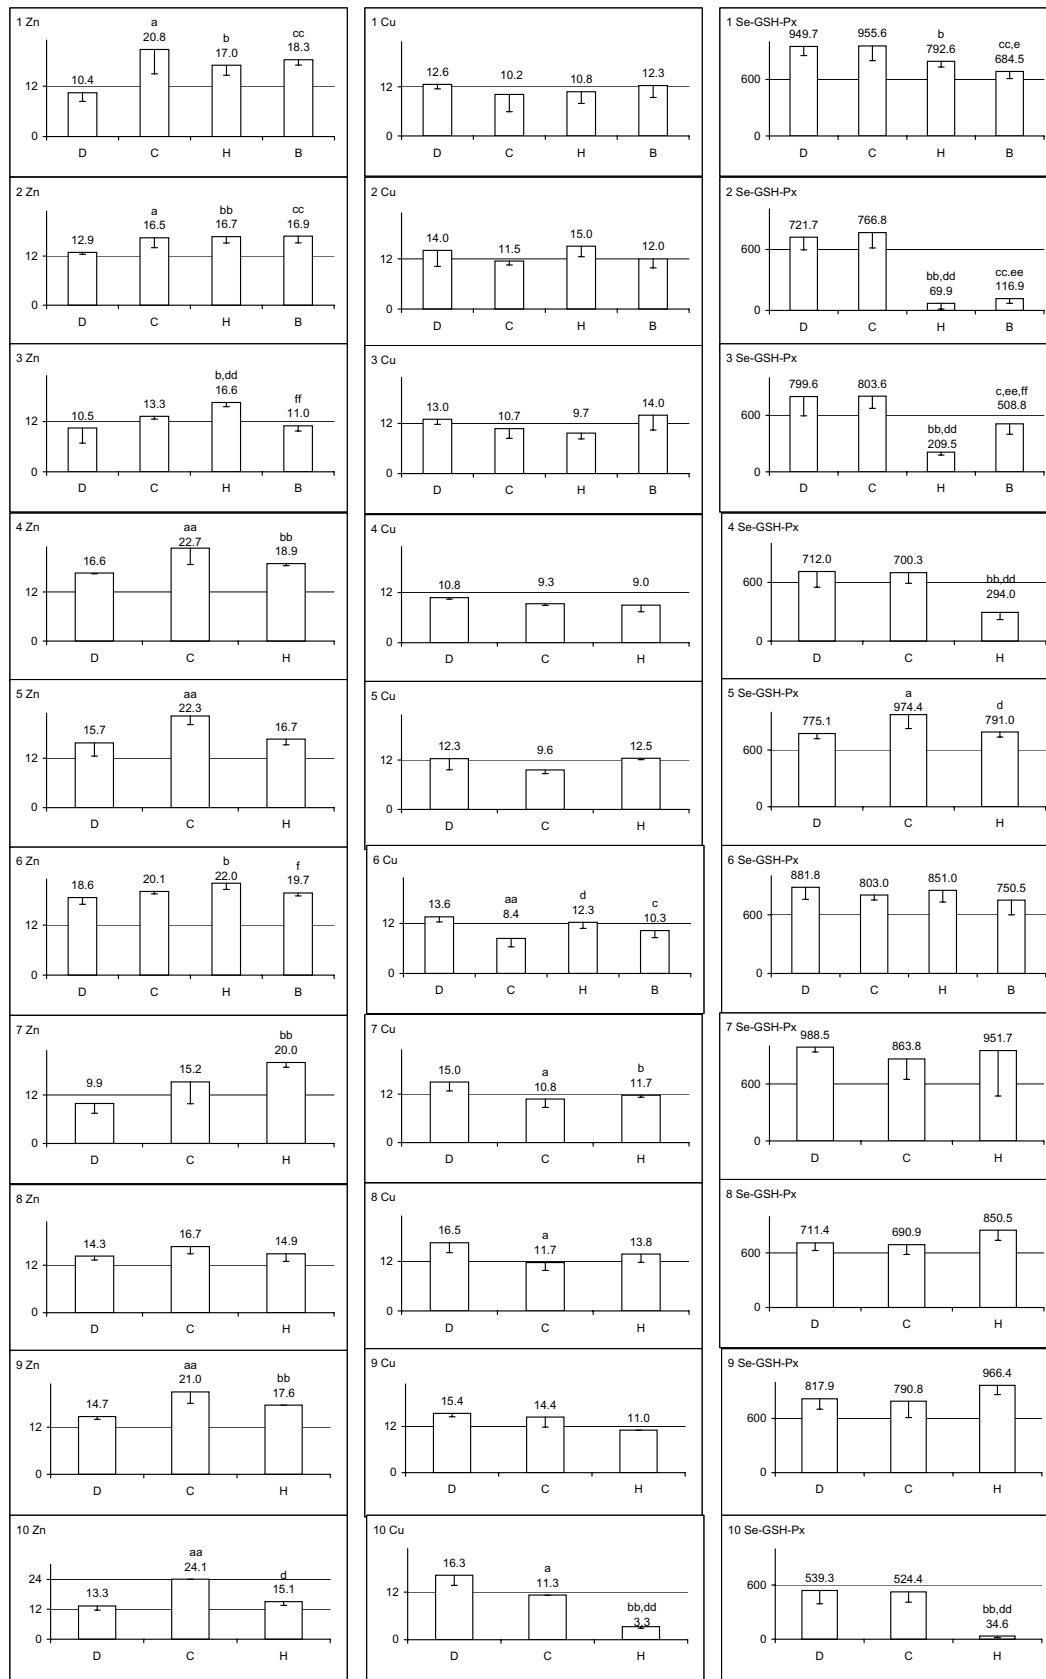 1 Zn
a
20.8
b
17.0
cc
18.3
10.4
12
0
D C H B
1 Cu
12.6 10.2 10.8 12.3
12
0
D C H B
1 Se-GSH-Px
949.7 955.6
b
792.6
cc,e
684.5
600
0
D C H B
2 Zn
a
16.5
bb
16.7
cc
16.9
12.9
12
0
D C H B
2 Cu
14.0 11.5 15.0 12.0
12
0
D C H B
2 Se-GSH-Px
721.7 766.8
bb,dd
69.9
cc.ee
116.9
600
0
D C H B
3 Zn
10.5 13.3
b,dd
16.6
ff
11.0
12
0
D C H B
3 Cu
13.0 10.7 9.7 14.0
12
0
D C H B
3 Se-GSH-Px
799.6 803.6
bb,dd
209.5
c,ee,ff
508.8
600
0
D C H B
4 Zn
16.6
aa
22.7
bb
18.9
12
0
D C H
4 Cu
10.8 9.3 9.0
12
0
D C H
4 Se-GSH-Px
712.0 700.3
bb,dd
294.0
600
0
D C H
5 Zn
15.7
aa
22.3
16.7
12
0
D C H
5 Cu
12.3 9.6 12.5
12
0
D C H
5 Se-GSH-Px
775.1
a
974.4
d
791.0
600
0
D C H
6 Zn
18.6 20.1
b
22.0
f
19.7
12
0
D C H B
6 Cu
13.6
aa
8.4
d
12.3
c
10.3
12
0
D C H B
6 Se-GSH-Px
881.8 803.0 851.0 750.5
600
0
D C H B
7 Zn
9.9 15.2
bb
20.0
12
0
D C H
7 Cu
15.0
a
10.8
b
11.7
12
0
D C H
7 Se-GSH-Px
988.5 863.8 951.7
600
0
D C H
8 Zn
14.3 16.7 14.9
12
0
D C H
8 Cu
16.5
a
11.7
13.8
12
0
D C H
8 Se-GSH-Px
711.4 690.9 850.5
600
0
D C H
9 Zn
14.7
aa
21.0
bb
17.6
12
0
D C H
9 Cu
15.4 14.4 11.0
12
0
D C H
9 Se-GSH-Px
817.9 790.8 966.4
600
0
D C H
10 Zn
13.3
aa
24.1
d
15.1
24
12
0
D C H
10 Cu
16.3
a
11.3
bb,dd
3.3
12
0
D C H
10 Se-GSH-Px
539.3 524.4
bb,dd
34.6
600
0
D C H